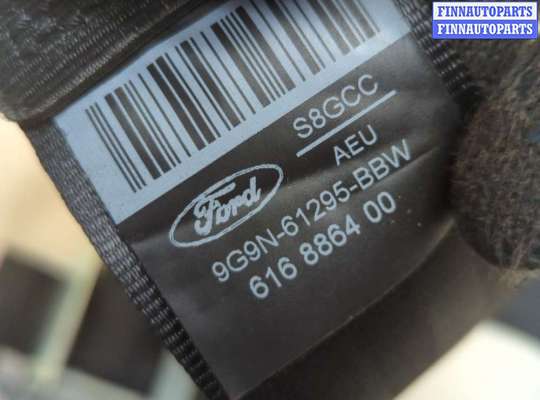 FINNAUTOPARTS
FINNAUTOPARTS
S8GCC
AEU
Ford
9G9N-61295-BBW
616 8864 00